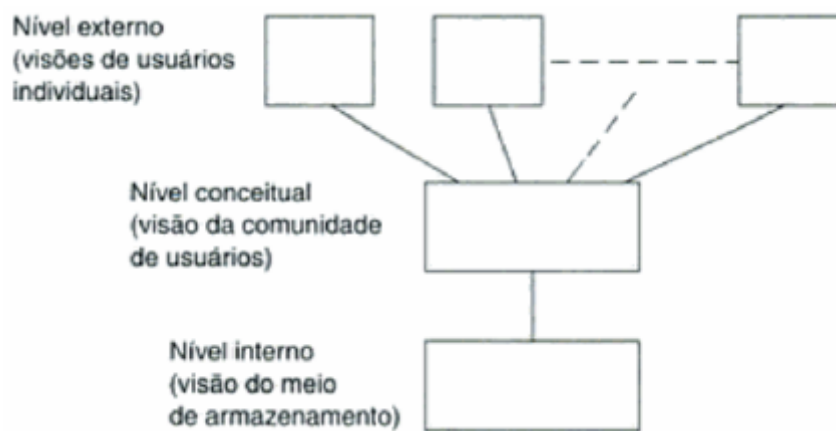 Nível externo
(visões de usuários
individuais)
Nível conceitual
(visão da comunidade
de usuários)
Nível interno
(visão do meio
de armazenamento)